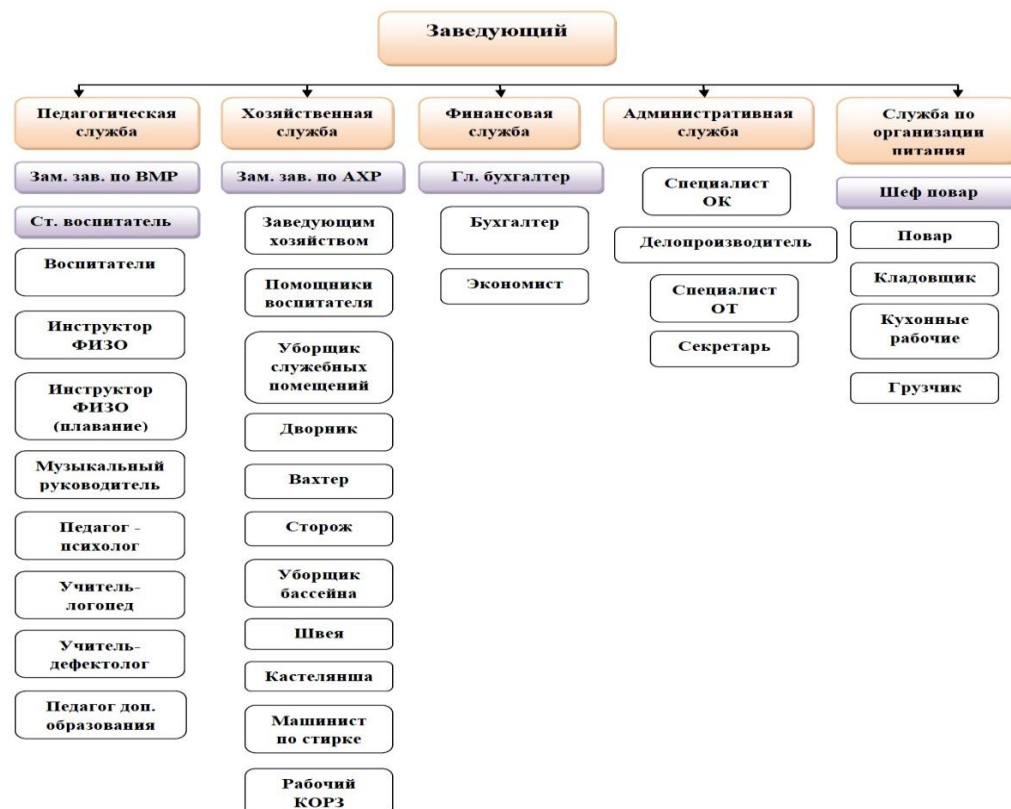 Заведующий
Педагогическая
служба
Зам. зав. по ВМР
Ст. воспитатель
Воспитатели
Инструктор
ФИЗО
Инструктор
ФИЗО
(плавание)
Музыкальный
руководитель
Педагог -
психолог
Учитель-
логопед
Учитель-
дефектолог
Педагог доп.
образования
Хозяйственная
служба
Зам. зав. по АХР
Заведующим
хозяйством
Помощники
воспитателя
Уборщик
служебных
помещений
Дворник
Вахтер
Сторож
Уборщик
бассейна
Швея
Кастелянша
Машинист
по стирке
Рабочий
КОРЗ
Финансовая
служба
Гл. бухгалтер
Бухгалтер
Экономист
Административная
служба
Специалист
ОК
Делопроизводитель
Специалист
ОТ
Секретарь
Служба по
организации
питания
Шеф повар
Повар
Кладовщик
Кухонные
рабочие
Грузчик